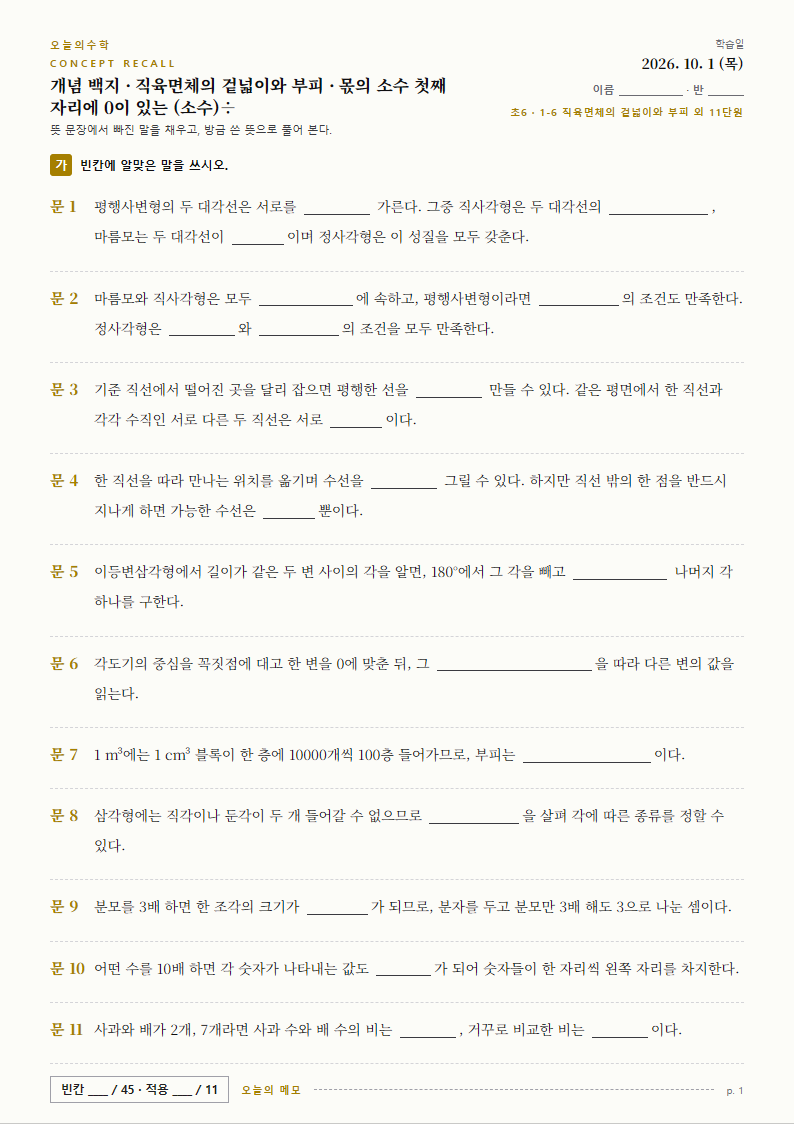 오늘의수학
CONCEPT RECALL
개념 백지 · 직육면체의 겉넓이와 부피 · 몫의 소수 첫째
자리에 0이 있는 (소수)÷
뜻 문장에서 빠진 말을 채우고, 방금 쓴 뜻으로 풀어 본다.
학습일
2026. 10. 1 (목)
이름 ____________ · 반 ______
초6 · 1-6 직육면체의 겉넓이와 부피 외 11단원
가 빈칸에 알맞은 말을 쓰시오.
문 1 평행사변형의 두 대각선은 서로를 ________ 가른다. 그중 직사각형은 두 대각선의 ____________ ,
마름모는 두 대각선이 ______ 이며 정사각형은 이 성질을 모두 갖춘다.
문 2 마름모와 직사각형은 모두 ____________ 에 속하고, 평행사변형이라면 __________ 의 조건도 만족한다.
정사각형은 ________ 와 __________ 의 조건을 모두 만족한다.
문 3 기준 직선에서 떨어진 곳을 달리 잡으면 평행한 선을 ________ 만들 수 있다. 같은 평면에서 한 직선과
각각 수직인 서로 다른 두 직선은 서로 ______ 이다.
문 4 한 직선을 따라 만나는 위치를 옮기며 수선을 ________ 그릴 수 있다. 하지만 직선 밖의 한 점을 반드시
지나게 하면 가능한 수선은 ______ 뿐이다.
문 5 이등변삼각형에서 길이가 같은 두 변 사이의 각을 알면, 180°에서 그 각을 빼고 ____________ 나머지 각
하나를 구한다.
문 6 각도기의 중심을 꼭짓점에 대고 한 변을 0에 맞춘 뒤, 그 ____________________ 을 따라 다른 변의 값을
읽는다.
문 7 1 m³에는 1 cm³ 블록이 한 층에 10000개씩 100층 들어가므로, 부피는 ________________ 이다.
문 8 삼각형에는 직각이나 둔각이 두 개 들어갈 수 없으므로 ____________ 을 살펴 각에 따른 종류를 정할 수
있다.
문 9 분모를 3배 하면 한 조각의 크기가 ________ 가 되므로, 분자를 두고 분모만 3배 해도 3으로 나눈 셈이다.
문 10 어떤 수를 10배 하면 각 숫자가 나타내는 값도 _______ 가 되어 숫자들이 한 자리씩 왼쪽 자리를 차지한다.
문 11 사과와 배가 2개, 7개라면 사과 수와 배 수의 비는 _______ , 거꾸로 비교한 비는 _______ 이다.
빈칸 ___ / 45 · 적용 ___ / 11
오늘의 메모
p. 1